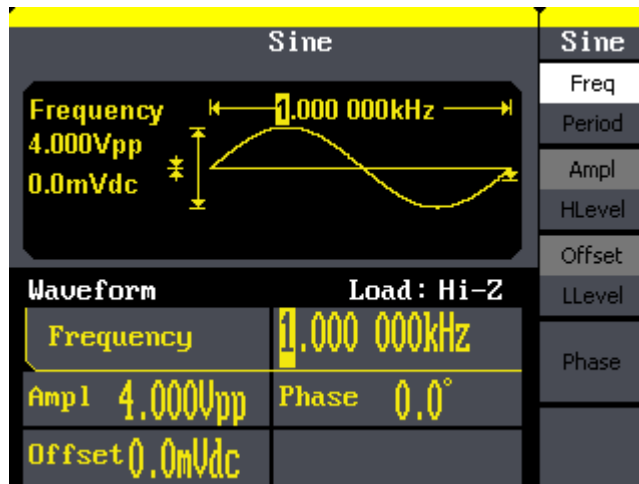 Sine
Sine
Frequency
1.000 000kHz
4.000Vpp
0.0mVdc
Freq
Period
Ampl
HLevel
Offset
LLevel
Phase
Waveform
Load: Hi-Z
Frequency
1.000 000kHz
Ampl 4.000Vpp
Phase 0.0°
Offset 0.0mVdc